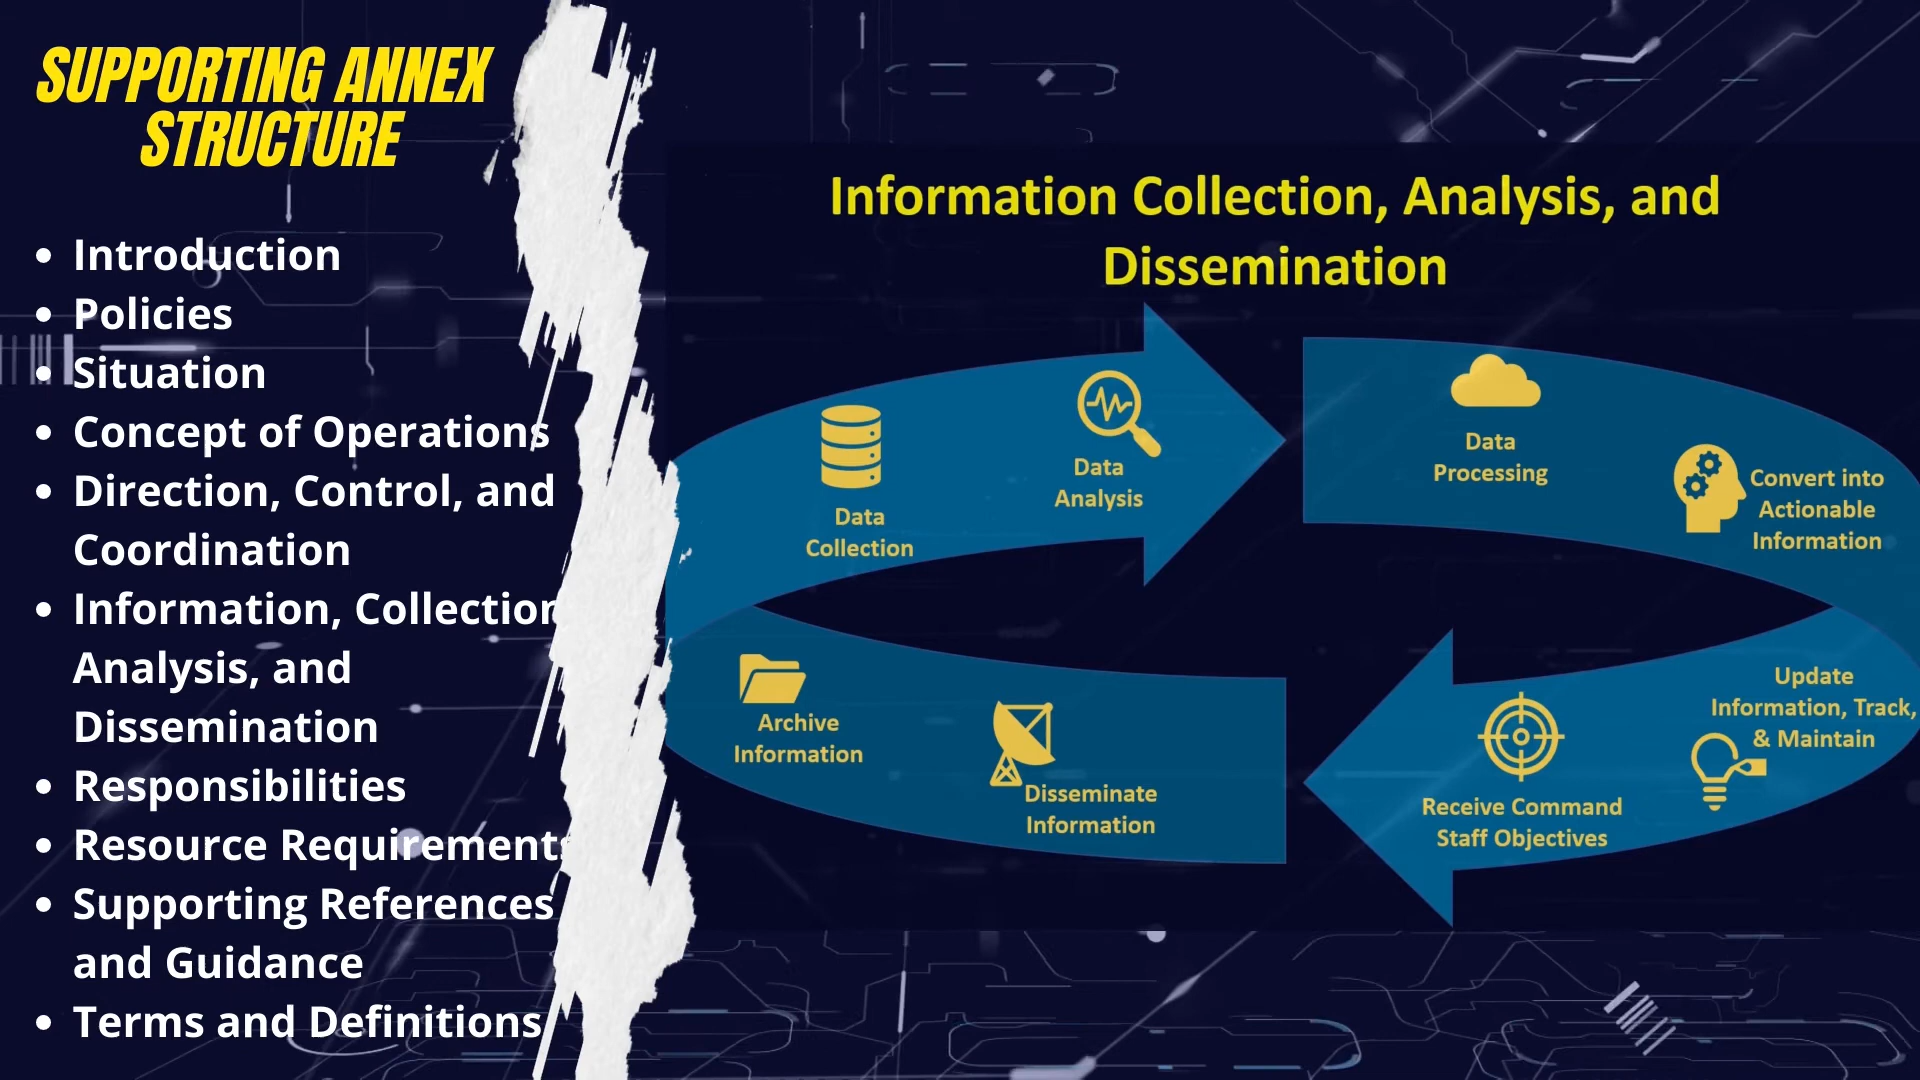 SUPPORTING ANNEX
STRUCTURE
• Introduction
• Policies
• Situation
• Concept of Operations
• Direction, Control, and
Coordination
• Information, Collection
Analysis, and
Dissemination
• Responsibilities
• Resource Requirements
• Supporting References
and Guidance
• Terms and Definitions
Information Collection, Analysis, and
Dissemination
Data
Collection
Data
Analysis
Data
Processing
Convert into
Actionable
Information
Update
Information, Track,
& Maintain
Receive Command
Staff Objectives
Disseminate
Information
Archive
Information